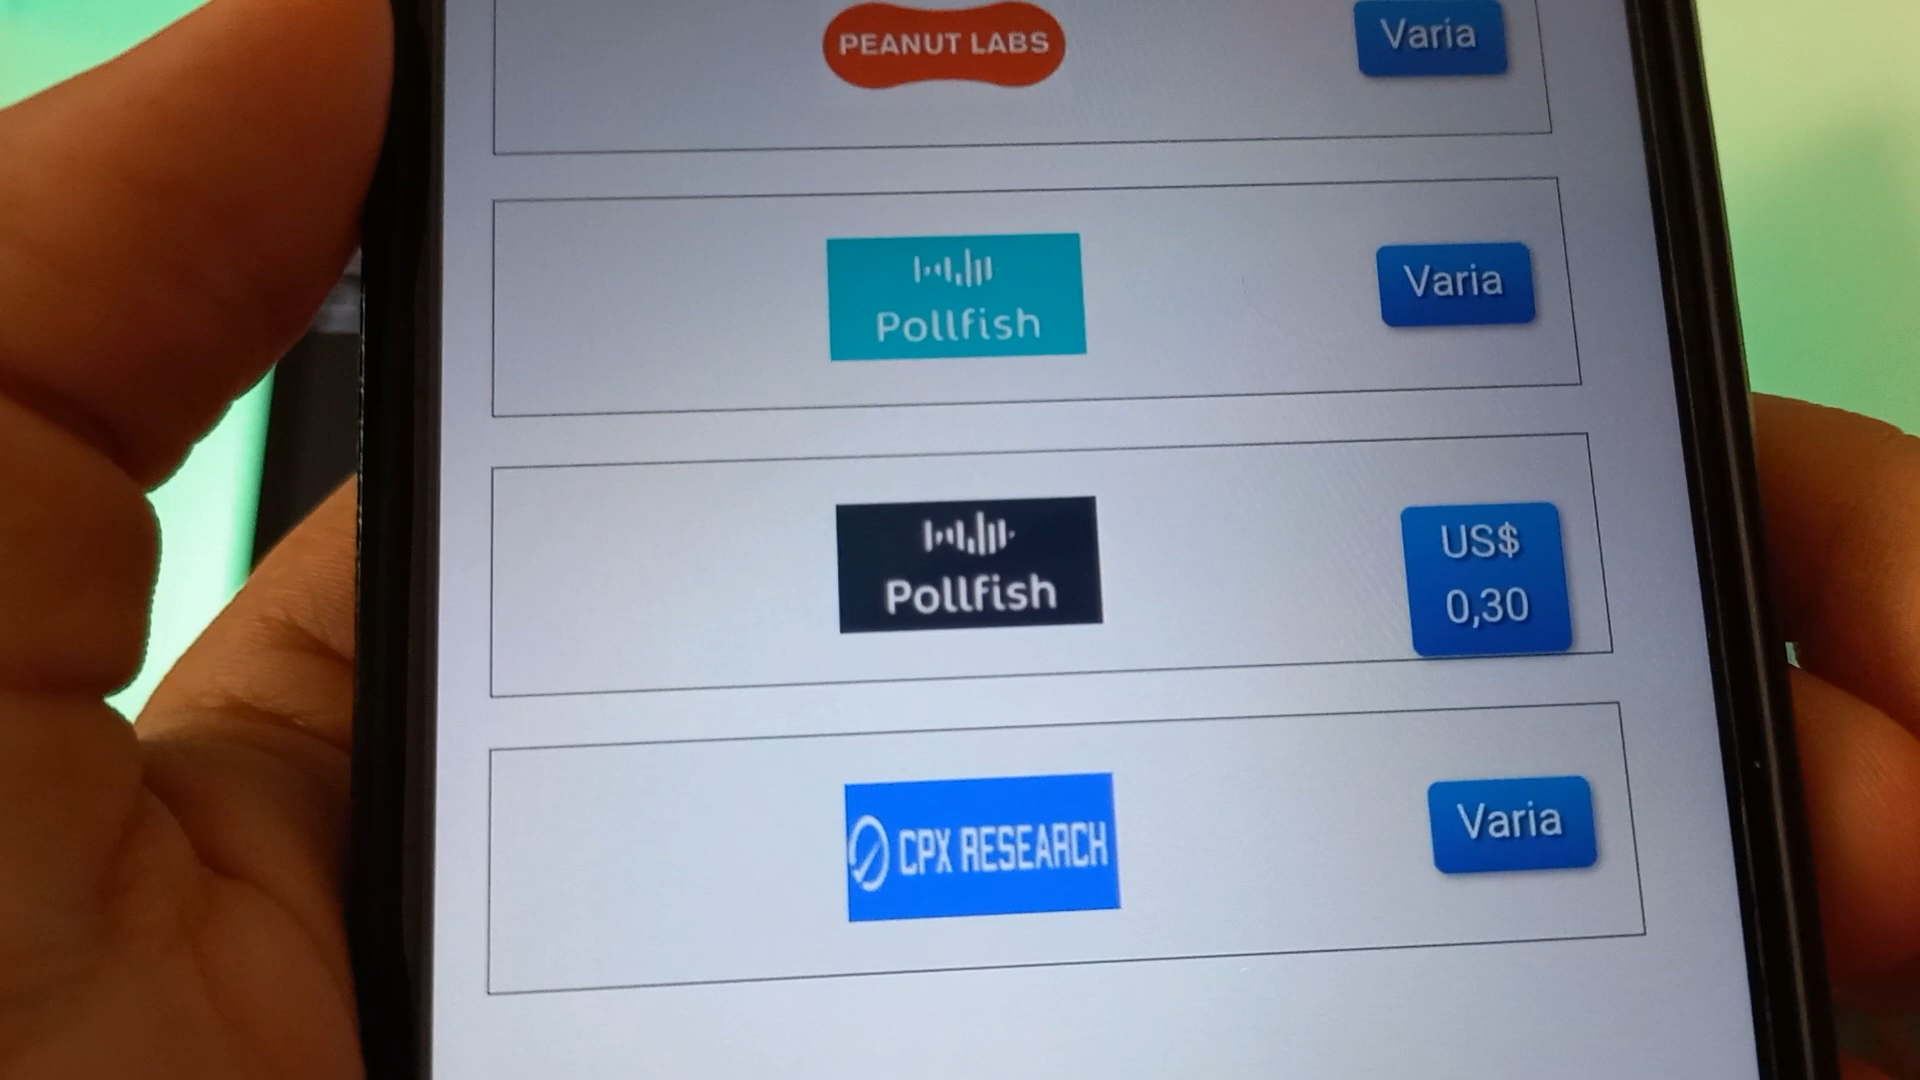 PEANUT LABS
Varia
Pollfish
Varia
Pollfish
US$
0,30
CPX RESEARCH
Varia